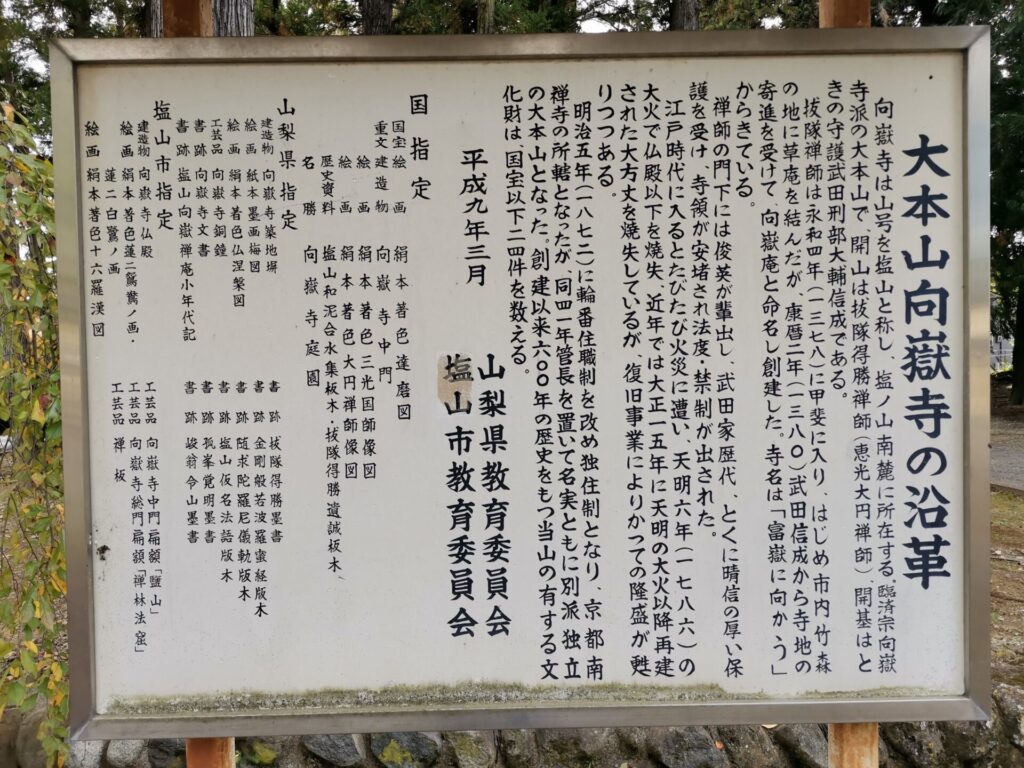 大本山向嶽寺の沿革
向嶽寺は山号を塩山と称し、塩ノ山南麓に所在する。臨済宗向嶽
寺派の大本山で、開山は抜隊得勝禅師(恵光大円禅師)、開基はと
きの守護武田刑部大輔信成である。
抜隊禅師は永和四年(一三七八)に甲斐に入り、はじめ市内竹森
の地に草庵を結んだが、康暦二年(一三八〇)武田信成から寺地の
寄進を受けて、向嶽庵と命名し創建した。寺名は「富嶽に向かう」
からきている。
禅師の門下には俊英が輩出し、武田家歴代、とくに晴信の厚い保
護を受け、寺領が安堵され法度・禁制が出された。
江戸時代に入るとたびたび火災に遭い、天明六年(一七八六)の
大火で仏殿以下を焼失、近年では大正一五年に天明の大火以降再建
された大方丈を焼失しているが、復旧事業によりかっての隆盛が甦
りつつある。
明治五年(一八七二)に輪番住職制を改め独住制となり、京都南
禅寺の所轄となったが、同四一年管長を置いて名実ともに別派独立
の大本山となった。創建以来六〇〇年の歴史をもつ当山の有する文
化財は、国宝以下二四件を数える。
平成九年三月
山梨県教育委員会
塩山市教育委員会
国指定
国宝 絵画 絹本著色達磨図
重文 建造物 向嶽寺中門
絵画 絹本著色三光国師像図
絵画 絹本著色大円禅師像図
歴史資料 塩山和泥合水集板木・抜隊得勝遺誡板木
名勝 向嶽寺庭園
山梨県指定
建造物 向嶽寺築地塀
絵画 紙本墨画梅図
絵画 絹本著色仏涅槃図
工芸品 向嶽寺銅鐘
書跡 向嶽寺文書
書跡 塩山向嶽禅庵小年代記
書跡 抜隊得勝墨書
書跡 金剛般若波羅蜜経版木
書跡 随求陀羅尼儀軌版木
書跡 塩山仮名法語版木
書跡 孤峯覚明墨書
書跡 峻翁令山墨書
塩山市指定
建造物 向嶽寺仏殿
絵画 絹本著色蓮ニ鴛鴦ノ画・
蓮ニ白鷺ノ画
絵画 絹本著色十六羅漢図
工芸品 向嶽寺中門扁額「鹽山」
工芸品 向嶽寺総門扁額「禅林法窟」
工芸品 禅板